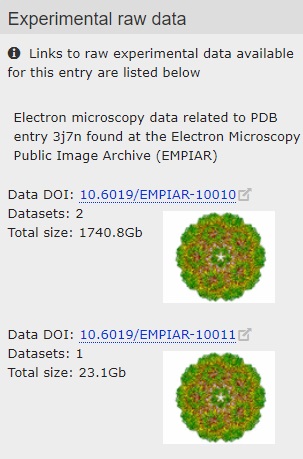 Experimental raw data
Links to raw experimental data available
for this entry are listed below
Electron microscopy data related to PDB
entry 3j7n found at the Electron Microscopy
Public Image Archive (EMPIAR)
Data DOI: 10.6019/EMPIAR-10010
Datasets: 2
Total size: 1740.8Gb
Data DOI: 10.6019/EMPIAR-10011
Datasets: 1
Total size: 23.1Gb